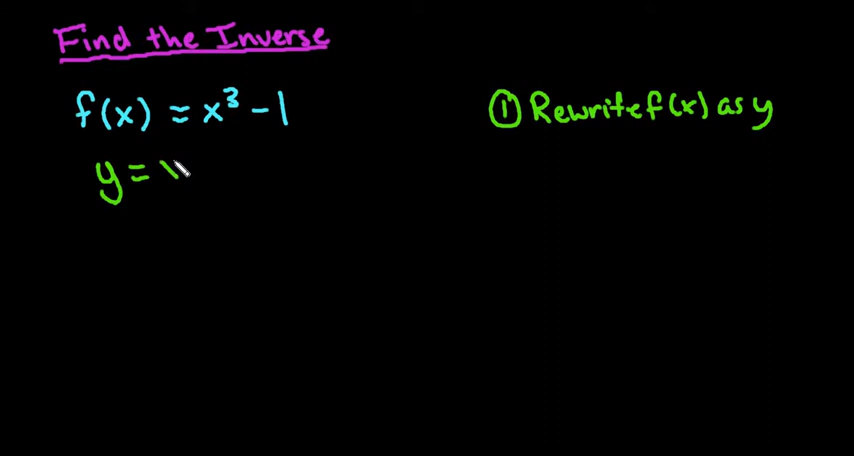 Find the Inverse
f(x) = x³ - 1
① Rewrite f(x) as y
y =